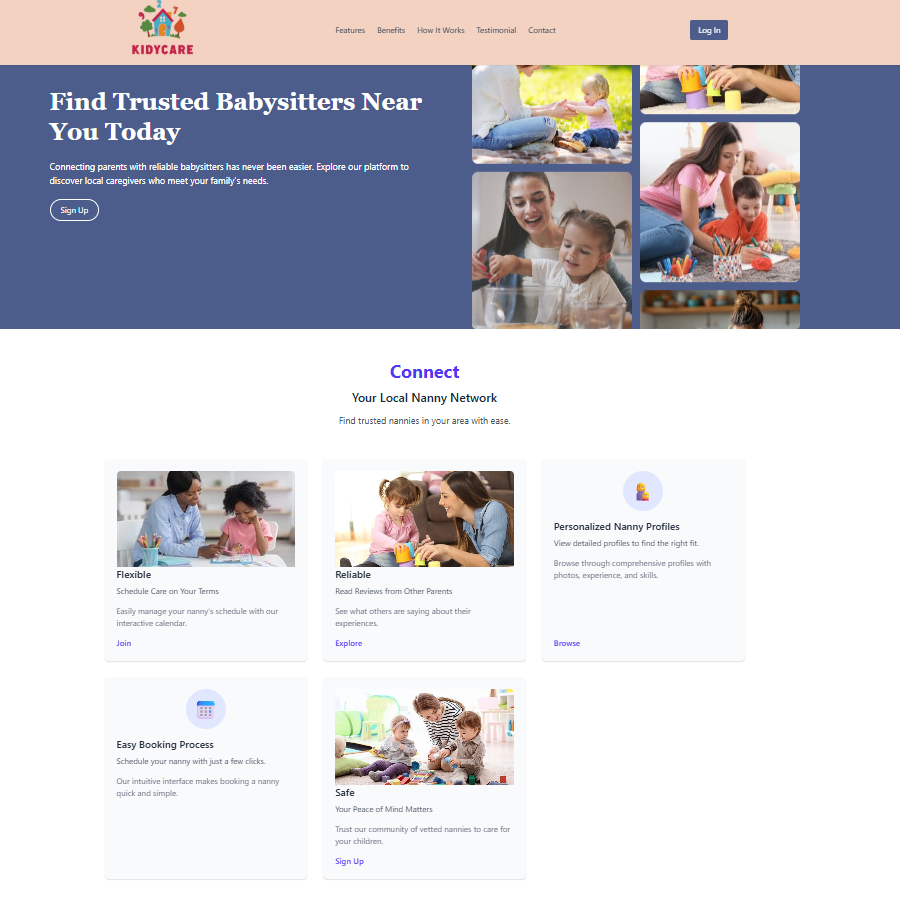 2 7
KIDYCARE
Features Benefits How It Works Testimonial Contact
Log In
Find Trusted Babysitters Near
You Today
Connecting parents with reliable babysitters has never been easier. Explore our platform to
discover local caregivers who meet your family's needs.
Sign Up
Connect
Your Local Nanny Network
Find trusted nannies in your area with ease.
Flexible
Schedule Care on Your Terms
Easily manage your nanny's schedule with our
interactive calendar.
Join
Reliable
Read Reviews from Other Parents
See what others are saying about their
experiences.
Explore
Personalized Nanny Profiles
View detailed profiles to find the right fit.
Browse through comprehensive profiles with
photos, experience, and skills.
Browse
Easy Booking Process
Schedule your nanny with just a few clicks.
Our intuitive interface makes booking a nanny
quick and simple.
Safe
Your Peace of Mind Matters
Trust our community of vetted nannies to care for
your children.
Sign Up